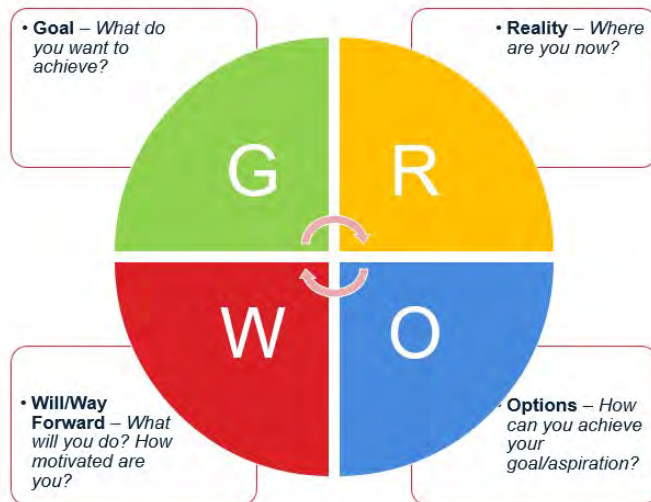 • Goal – What do
you want to
achieve?
• Reality – Where
are you now?
G
R
W
O
• Will/Way
Forward – What
will you do? How
motivated are
you?
• Options – How
can you achieve
your
goal/aspiration?